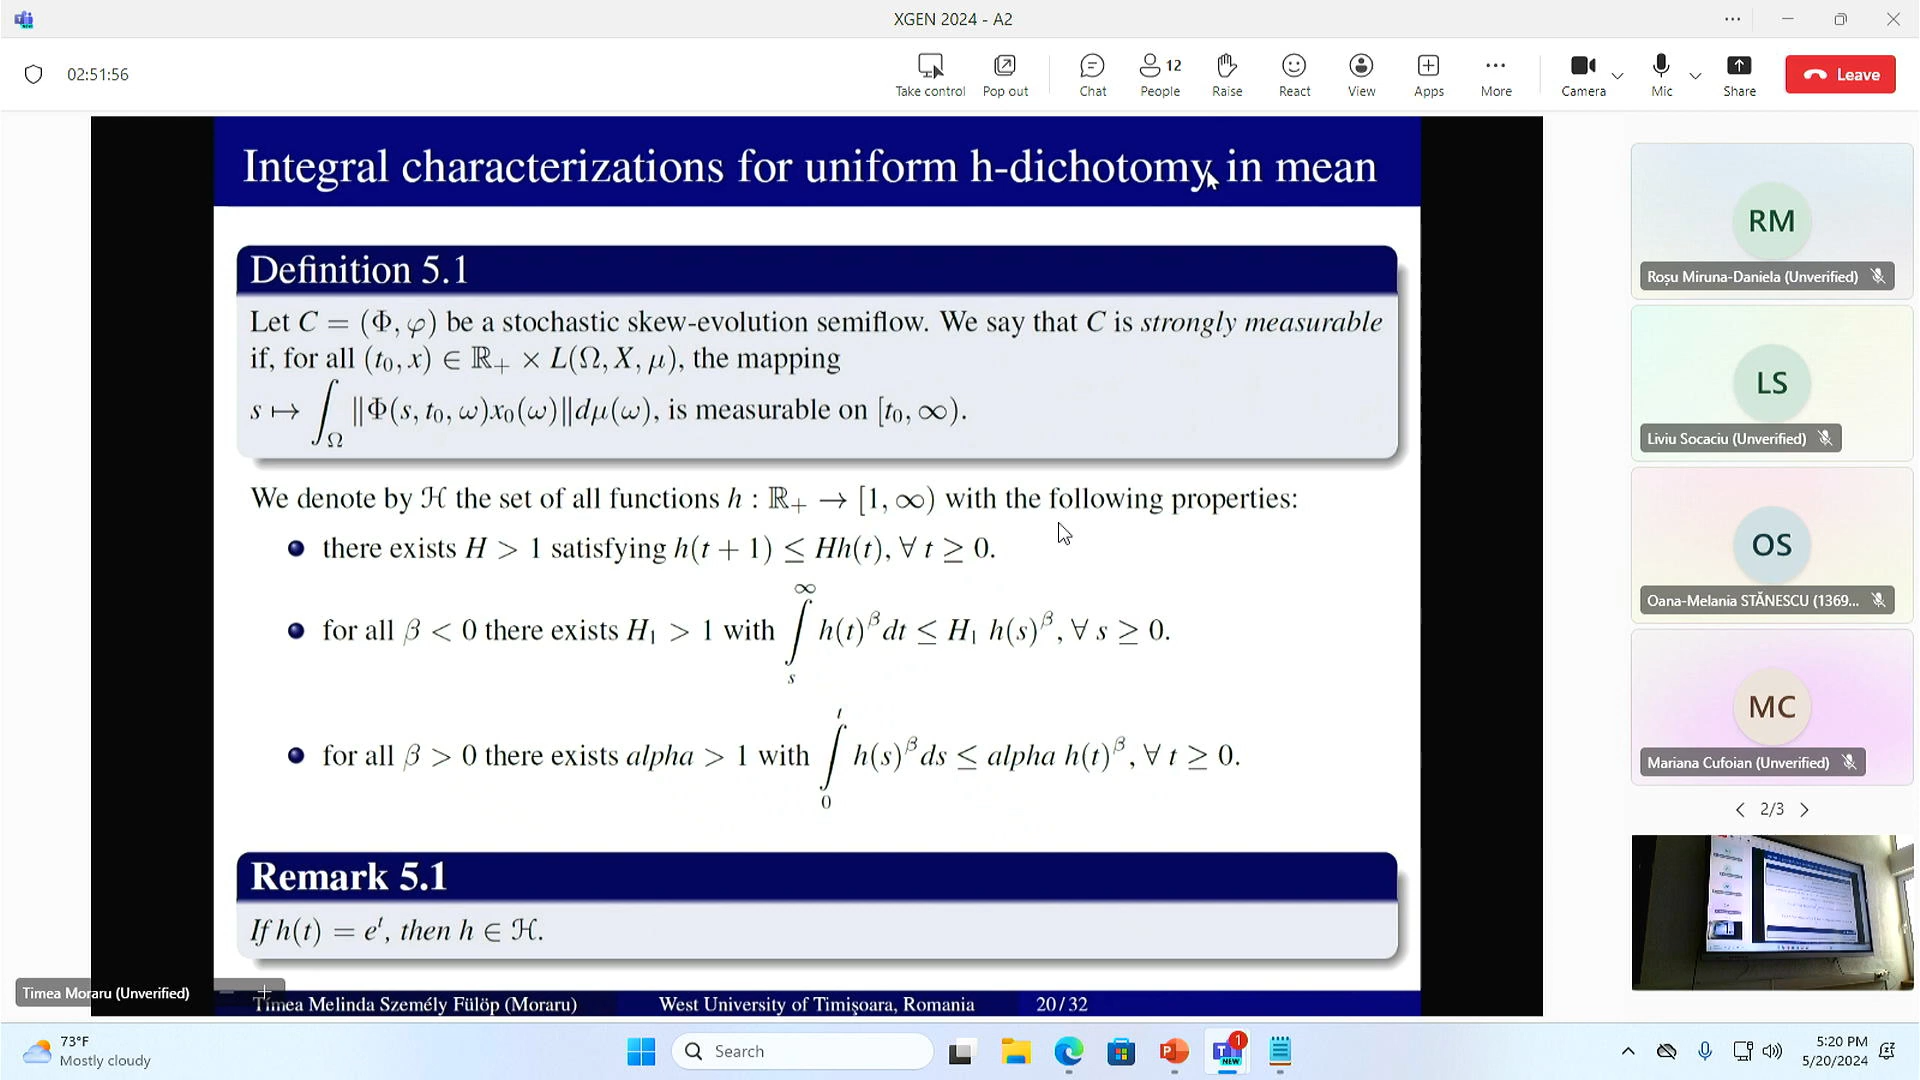 XGEN 2024 - A2
02:51:56
Take control
Pop out
Chat
12
People
Raise
React
View
Apps
More
Camera
Mic
Share
Leave
Integral characterizations for uniform h-dichotomy in mean
Definition 5.1
Let C = (Φ, φ) be a stochastic skew-evolution semiflow. We say that C is strongly measurable
if, for all (t₀, x) ∈ ℝ₊ × L(Ω, X, μ), the mapping
s ↦ ∫_Ω ||Φ(s, t₀, ω)x₀(ω)||dμ(ω), is measurable on [t₀, ∞).
We denote by ℋ the set of all functions h : ℝ₊ → [1, ∞) with the following properties:
there exists H > 1 satisfying h(t + 1) ≤ Hh(t), ∀ t ≥ 0.
for all β < 0 there exists H₁ > 1 with ∫_s^∞ h(t)^β dt ≤ H₁ h(s)^β, ∀ s ≥ 0.
for all β > 0 there exists alpha > 1 with ∫_0^t h(s)^β ds ≤ alpha h(t)^β, ∀ t ≥ 0.
Remark 5.1
If h(t) = e^t, then h ∈ ℋ.
Timea Melinda Személy Fülöp (Moraru) West University of Timişoara, Romania 20 / 32
Timea Moraru (Unverified)
RM
Roșu Miruna-Daniela (Unverified)
LS
Liviu Socaciu (Unverified)
OS
Oana-Melania STĂNESCU (1369...
MC
Mariana Cufoian (Unverified)
2/3
73°F
Mostly cloudy
Search
NEW
1
5:20 PM
5/20/2024